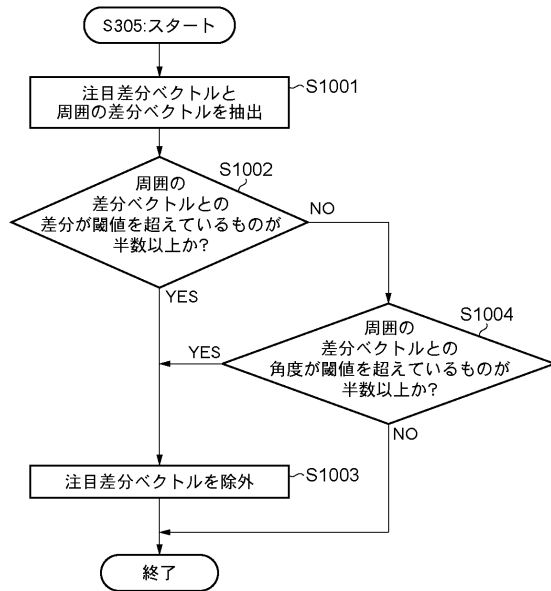 S305:スタート
注目差分ベクトルと
周囲の差分ベクトルを抽出
S1001
S1002
周囲の
差分ベクトルとの
差分が閾値を超えているものが
半数以上か?
NO
YES
S1004
周囲の
差分ベクトルとの
角度が閾値を超えているものが
半数以上か?
YES
NO
注目差分ベクトルを除外
S1003
終了